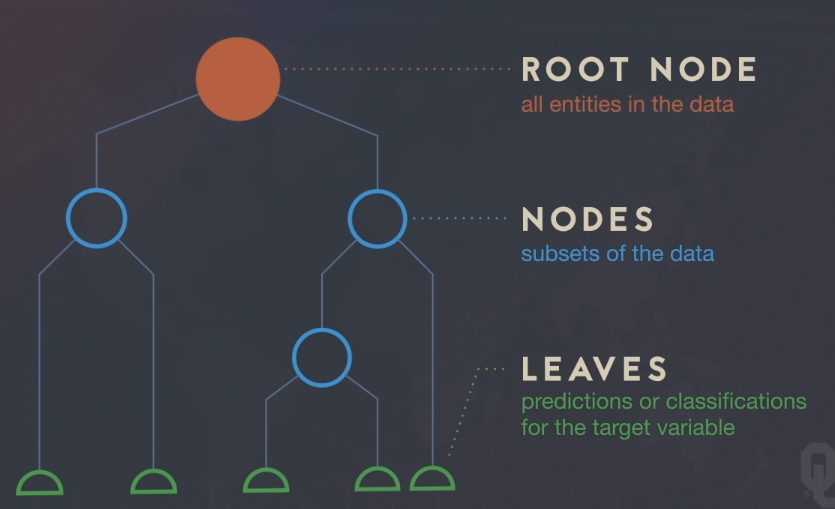 ROOT NODE
all entities in the data
NODES
subsets of the data
LEAVES
predictions or classifications
for the target variable